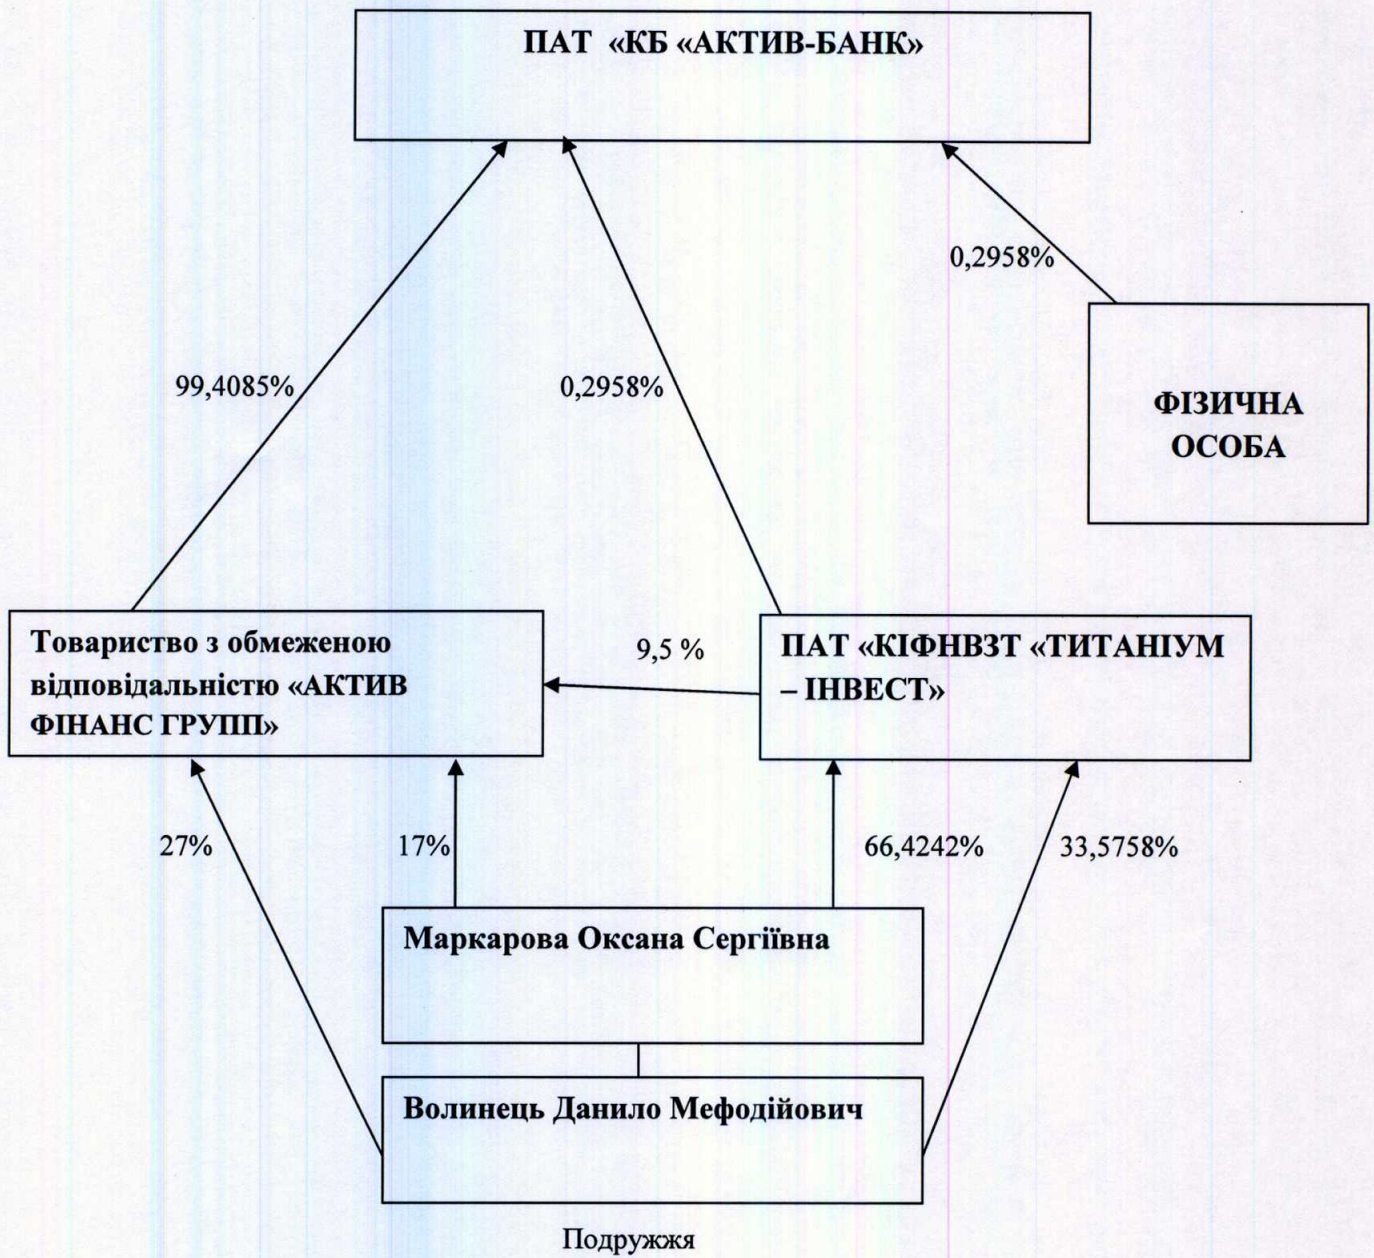 ПАТ «КБ «АКТИВ-БАНК»
0,2958%
99,4085%
0,2958%
ФІЗИЧНА
ОСОБА
Товариство з обмеженою
відповідальністю «АКТИВ
ФІНАНС ГРУПП»
9,5 %
ПАТ «КІФНВЗТ «ТИТАНІУМ
– ІНВЕСТ»
27%
17%
66,4242%
33,5758%
Маркарова Оксана Сергіївна
Волинець Данило Мефодійович
Подружжя